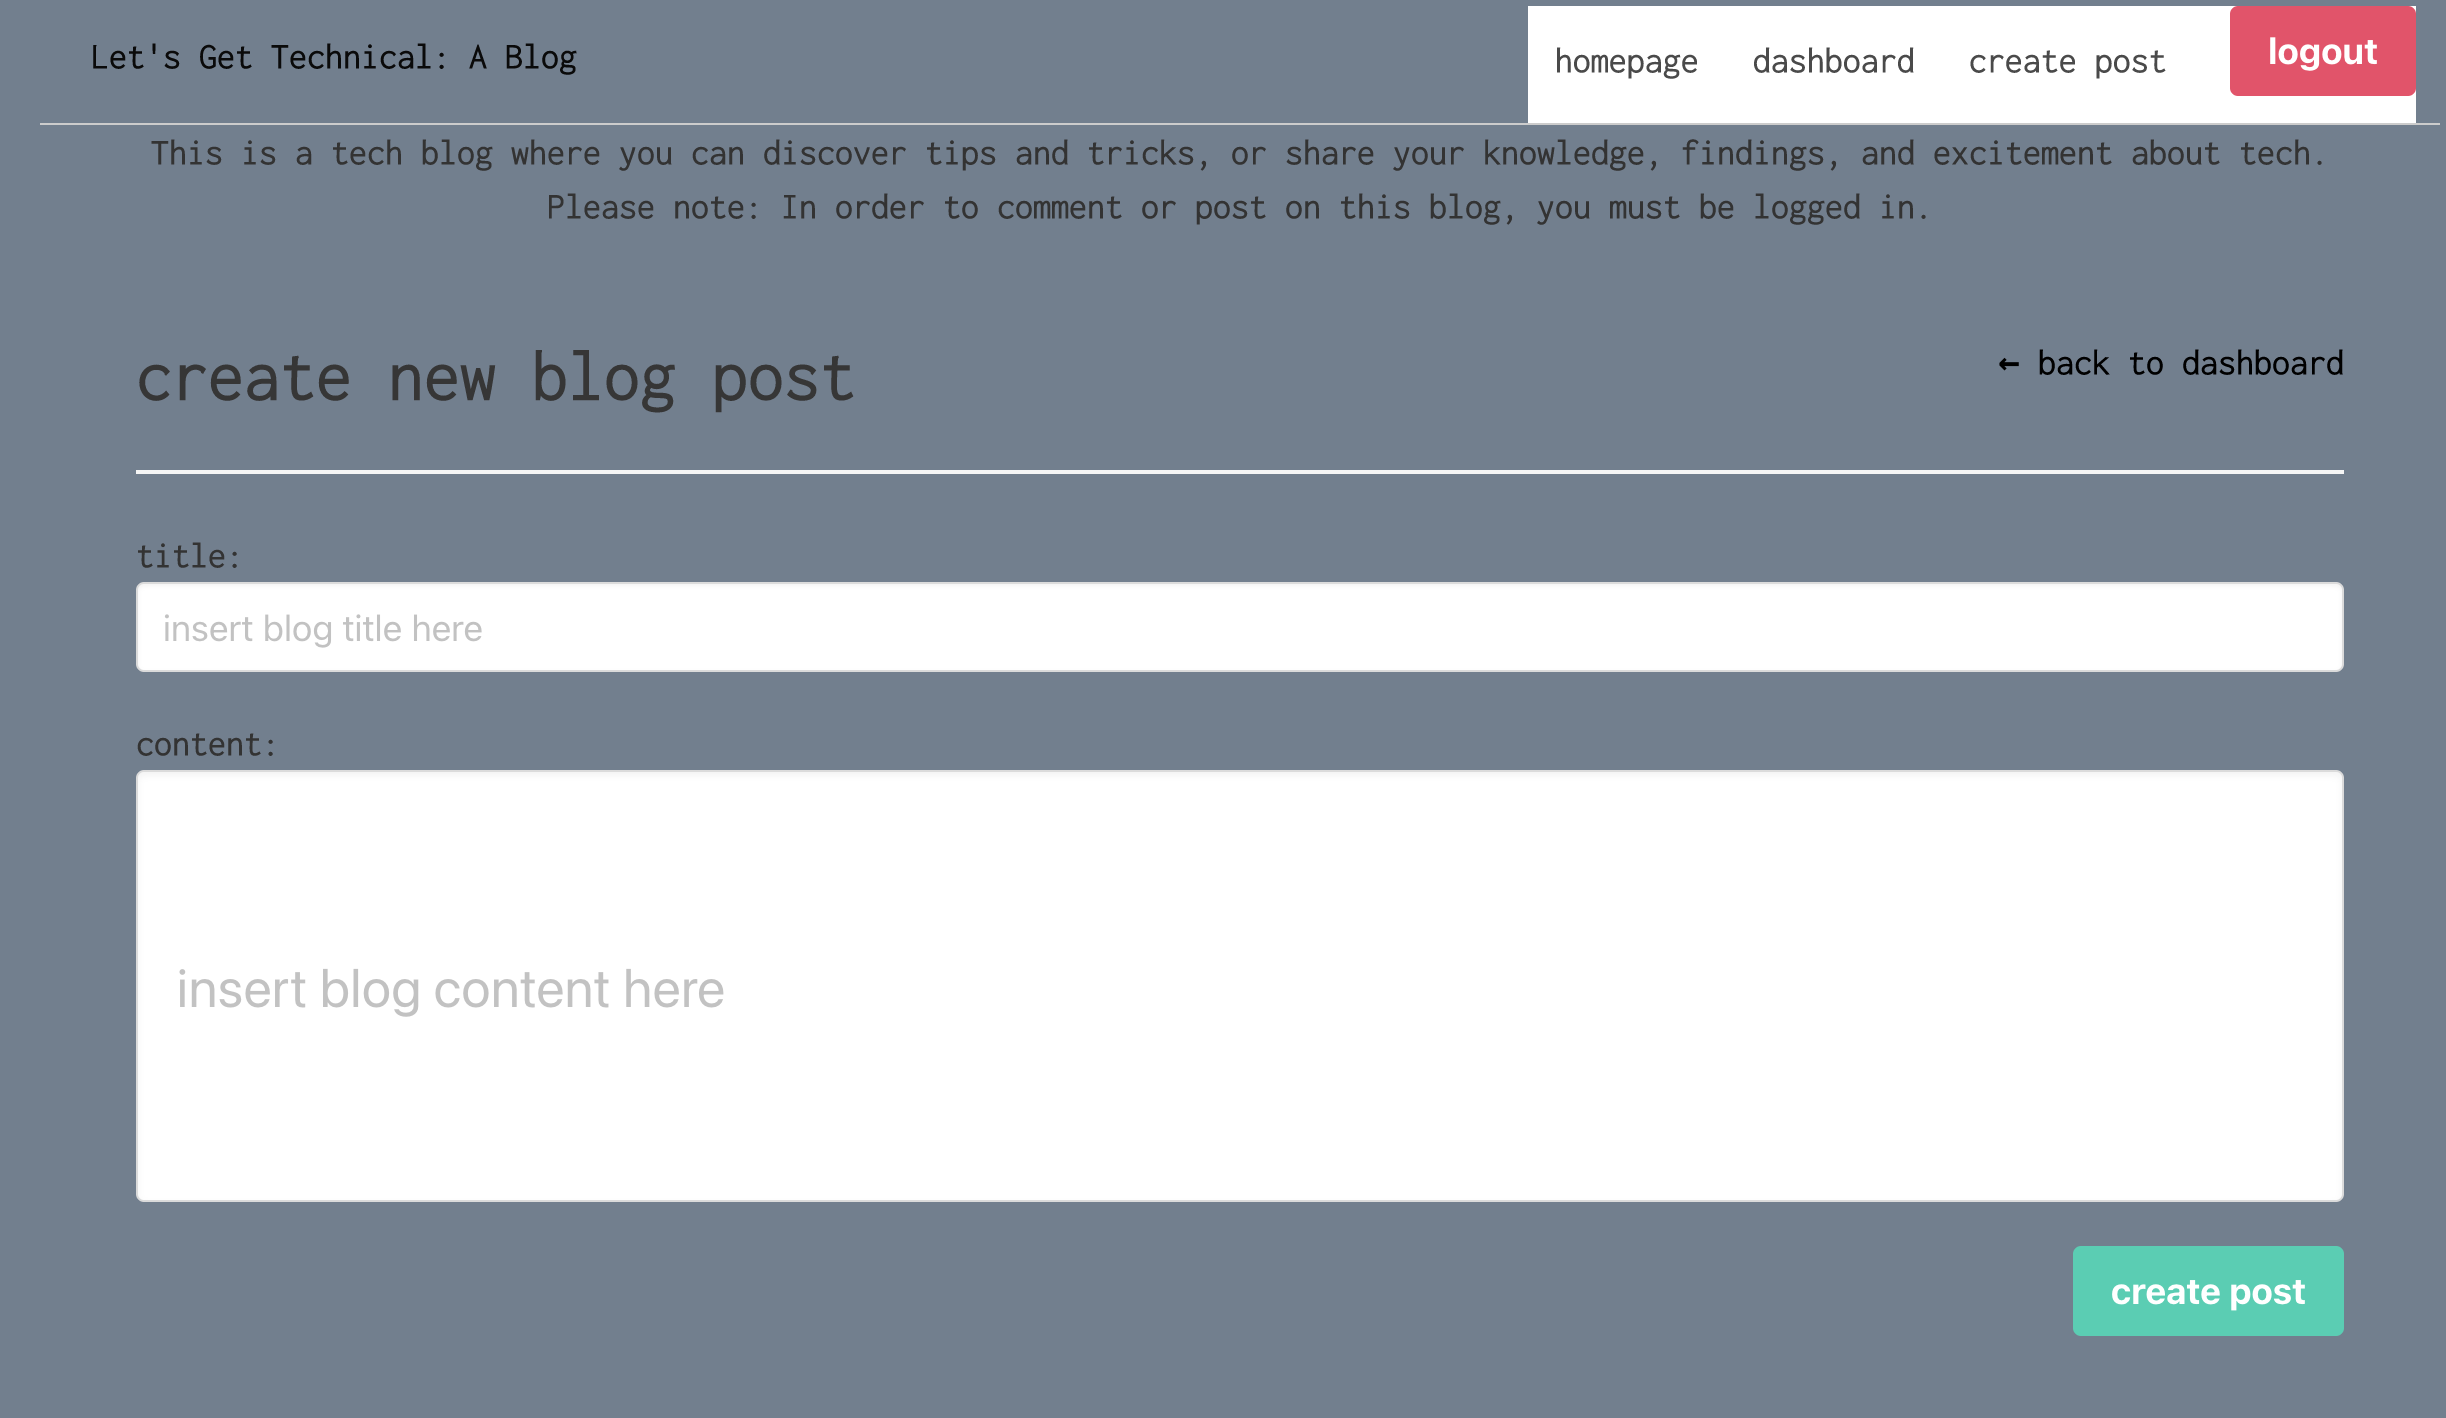 Let's Get Technical: A Blog
homepage dashboard create post logout
This is a tech blog where you can discover tips and tricks, or share your knowledge, findings, and excitement about tech.
Please note: In order to comment or post on this blog, you must be logged in.
create new blog post
← back to dashboard
title:
insert blog title here
content:
insert blog content here
create post